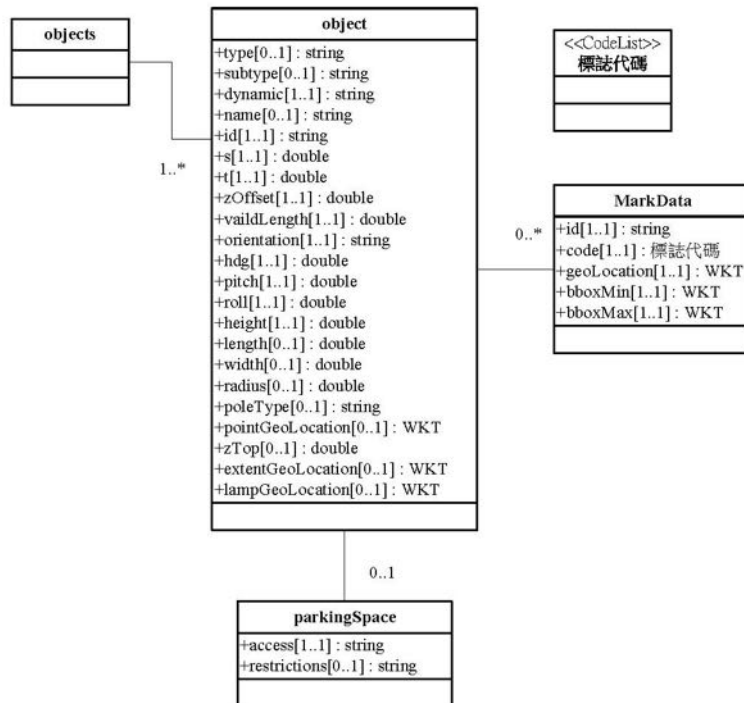 objects
1..*
object
+type[0..1] : string
+subtype[0..1] : string
+dynamic[1..1] : string
+name[0..1] : string
+id[1..1] : string
+s[1..1] : double
+t[1..1] : double
+zOffset[1..1] : double
+vaildLength[1..1] : double
+orientation[1..1] : string
+hdg[1..1] : double
+pitch[1..1] : double
+roll[1..1] : double
+height[1..1] : double
+length[0..1] : double
+width[0..1] : double
+radius[0..1] : double
+poleType[0..1] : string
+pointGeoLocation[0..1] : WKT
+zTop[0..1] : double
+extentGeoLocation[0..1] : WKT
+lampGeoLocation[0..1] : WKT
<<CodeList>>
標誌代碼
0..*
MarkData
+id[1..1] : string
+code[1..1] : 標誌代碼
+geoLocation[1..1] : WKT
+bboxMin[1..1] : WKT
+bboxMax[1..1] : WKT
0..1
parkingSpace
+access[1..1] : string
+restrictions[0..1] : string